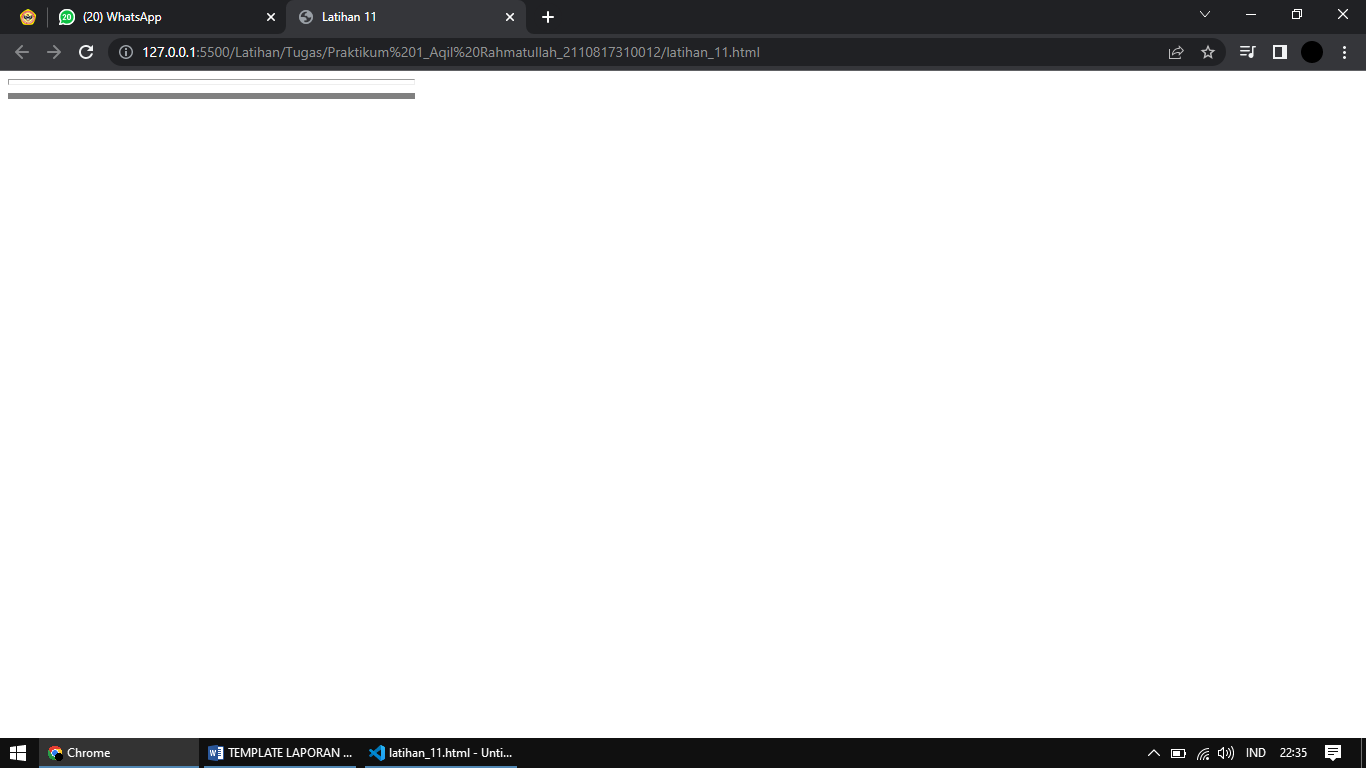 20 (20) WhatsApp
Latihan 11
127.0.0.1:5500/Latihan/Tugas/Praktikum%201_Aqil%20Rahmatullah_2110817310012/latihan_11.html
Chrome
TEMPLATE LAPORAN ...
latihan_11.html - Unti...
IND
22:35